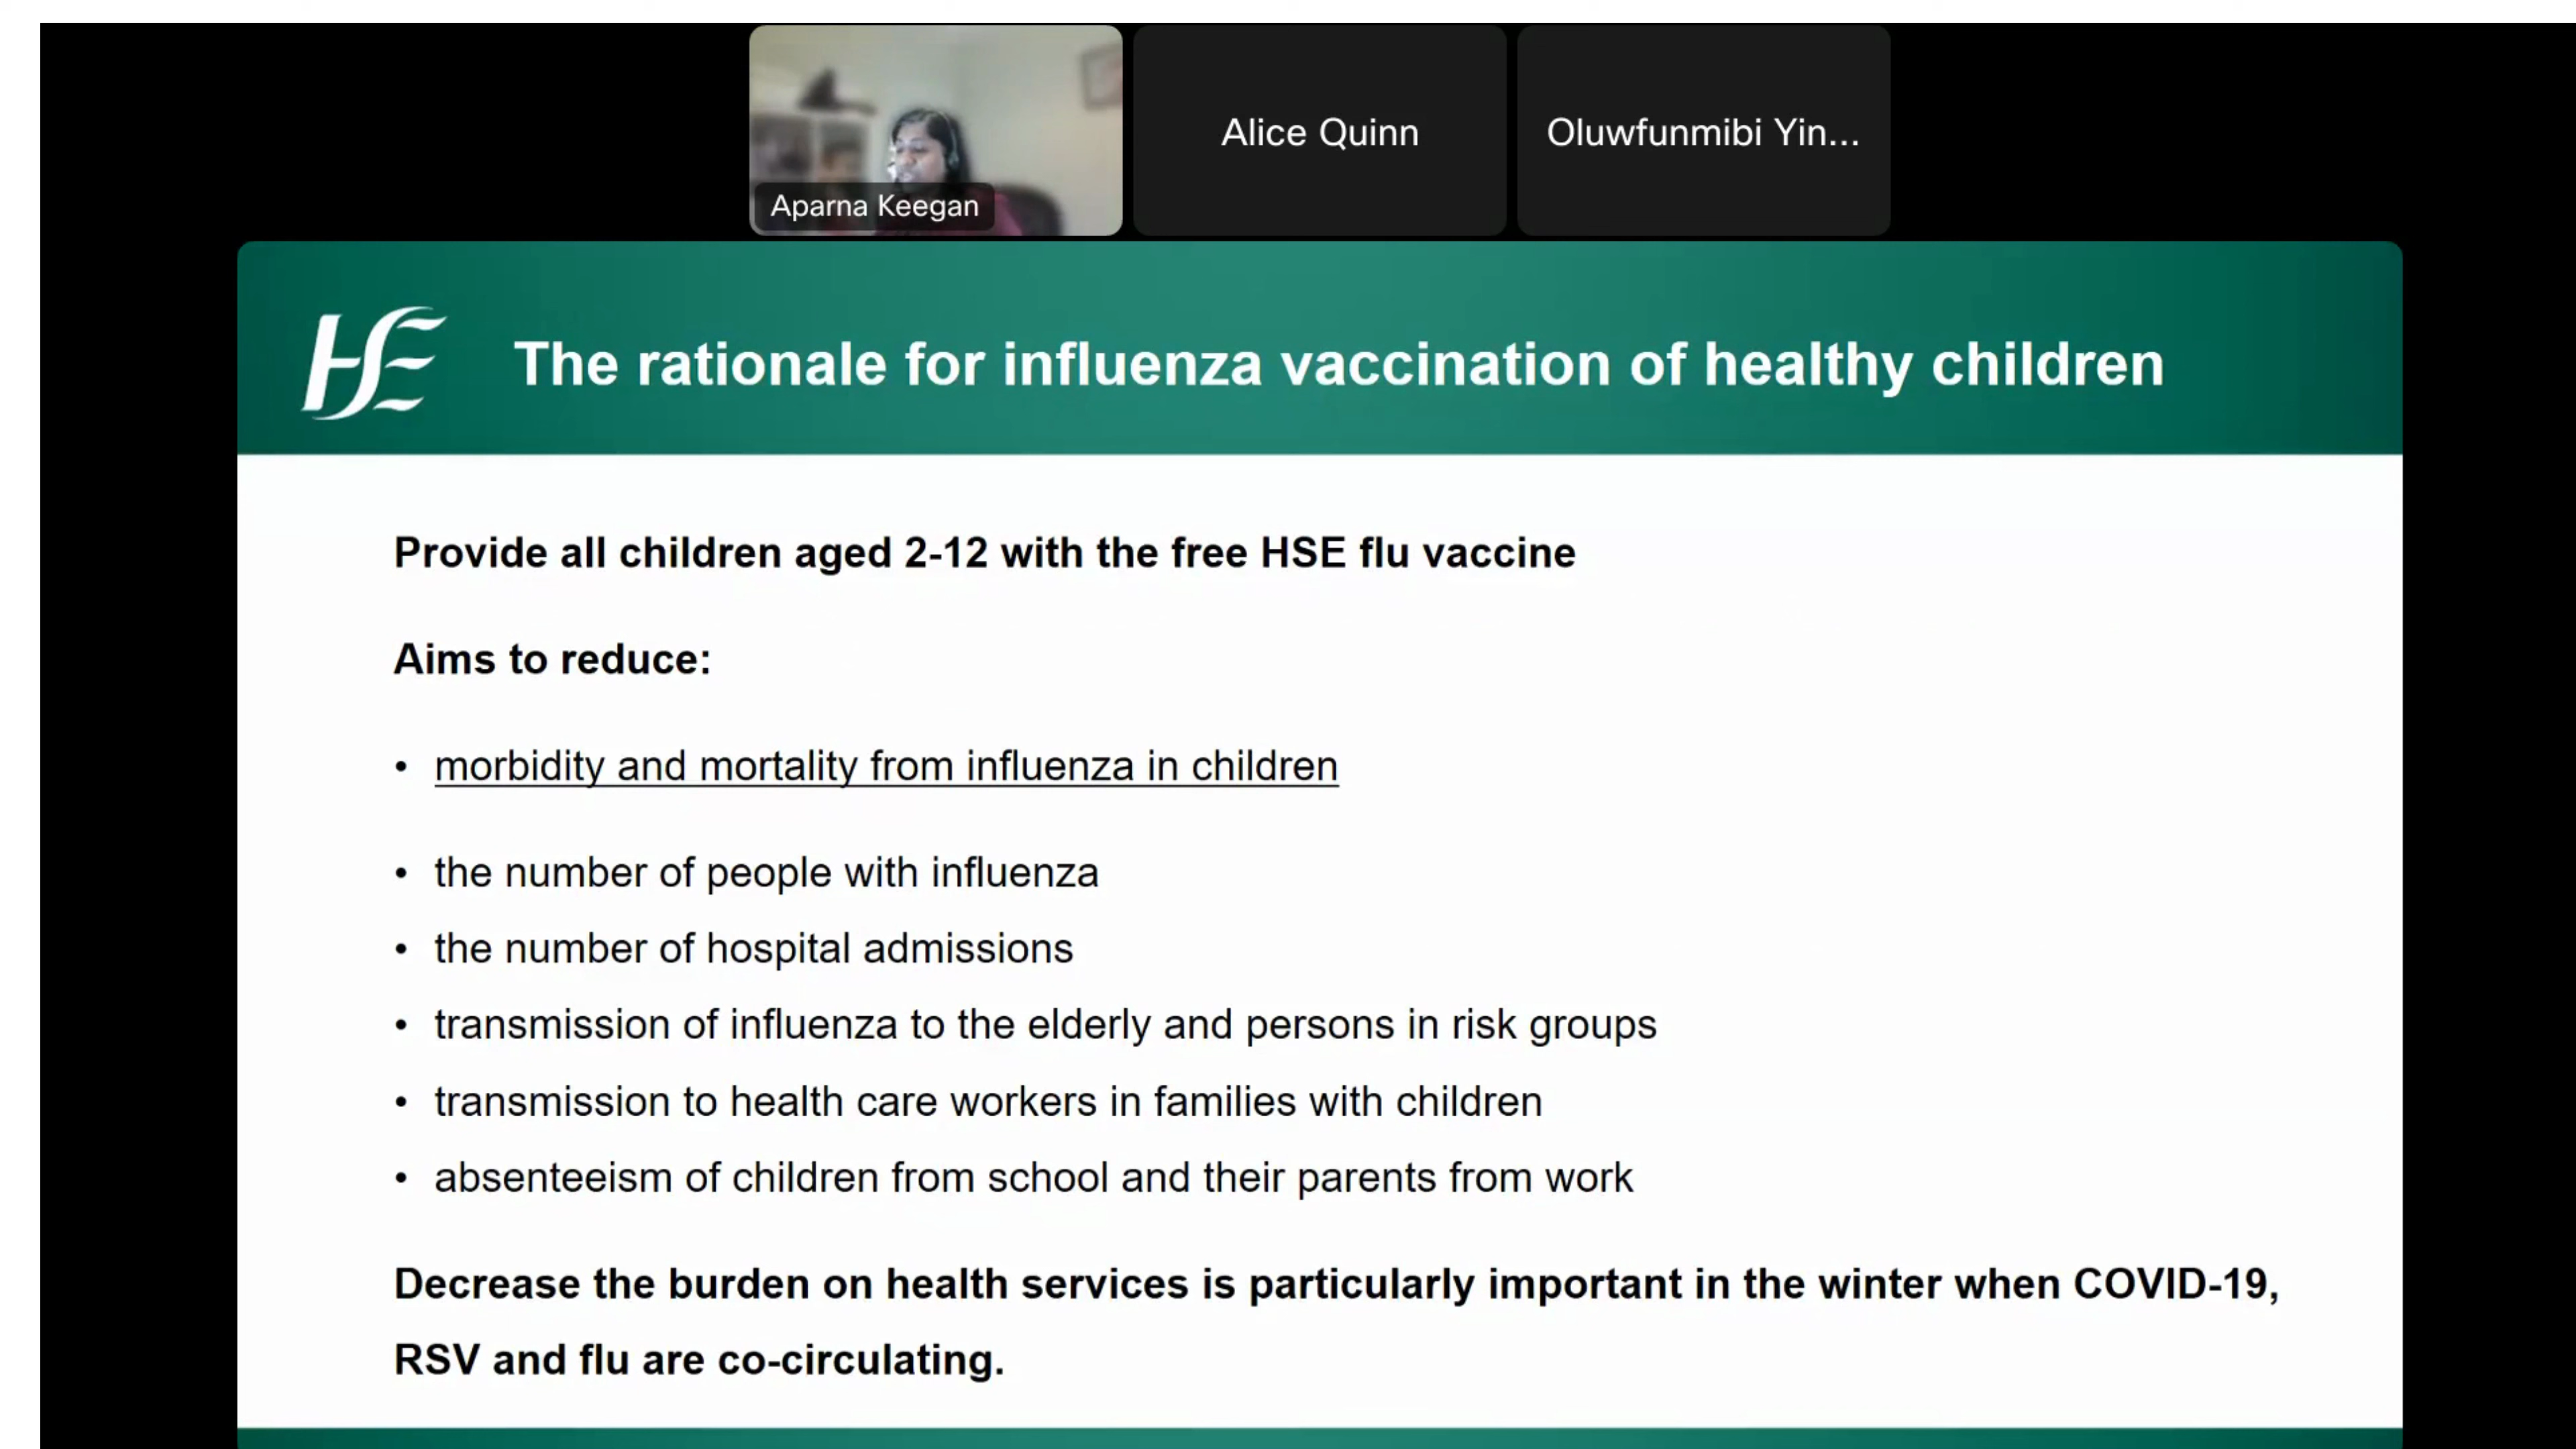 Aparna Keegan
Alice Quinn
Oluwfunmibi Yin...
HSE
The rationale for influenza vaccination of healthy children
Provide all children aged 2-12 with the free HSE flu vaccine
Aims to reduce:
• morbidity and mortality from influenza in children
• the number of people with influenza
• the number of hospital admissions
• transmission of influenza to the elderly and persons in risk groups
• transmission to health care workers in families with children
• absenteeism of children from school and their parents from work
Decrease the burden on health services is particularly important in the winter when COVID-19,
RSV and flu are co-circulating.